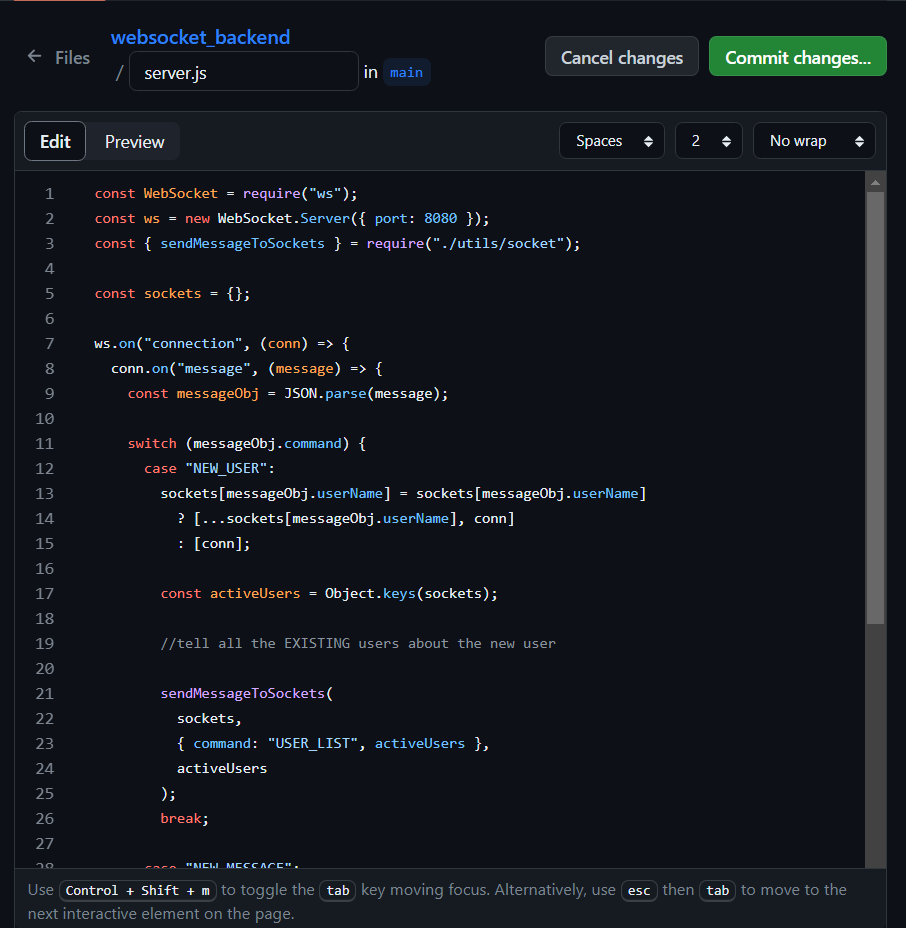 websocket_backend
← Files
/ server.js in main
Cancel changes
Commit changes...
Edit
Preview
Spaces
2
No wrap
1 const WebSocket = require("ws");
2 const ws = new WebSocket.Server({ port: 8080 });
3 const { sendMessageToSockets } = require("./utils/socket");
4
5 const sockets = {};
6
7 ws.on("connection", (conn) => {
8   conn.on("message", (message) => {
9     const messageObj = JSON.parse(message);
10
11     switch (messageObj.command) {
12       case "NEW_USER":
13         sockets[messageObj.userName] = sockets[messageObj.userName]
14           ? [...sockets[messageObj.userName], conn]
15           : [conn];
16
17         const activeUsers = Object.keys(sockets);
18
19         //tell all the EXISTING users about the new user
20
21         sendMessageToSockets(
22           sockets,
23           { command: "USER_LIST", activeUsers },
24           activeUsers
25         );
26         break;
27
28       case "NEW_MESSAGE":
Use Control + Shift + m to toggle the tab key moving focus. Alternatively, use esc then tab to move to the
next interactive element on the page.